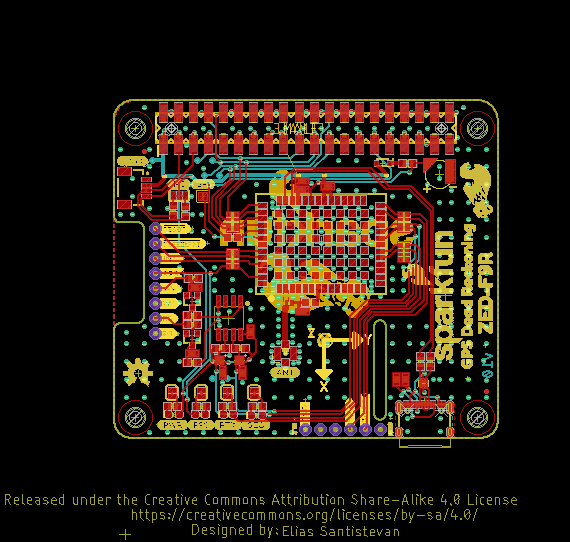 sparkfun
GPS Dead Reckoning
ZED-F9R
v10
Z
Y
X
ANT
Released under the Creative Commons Attribution Share-Alike 4.0 License
https://creativecommons.org/licenses/by-sa/4.0/
Designed by: Elias Santistevan